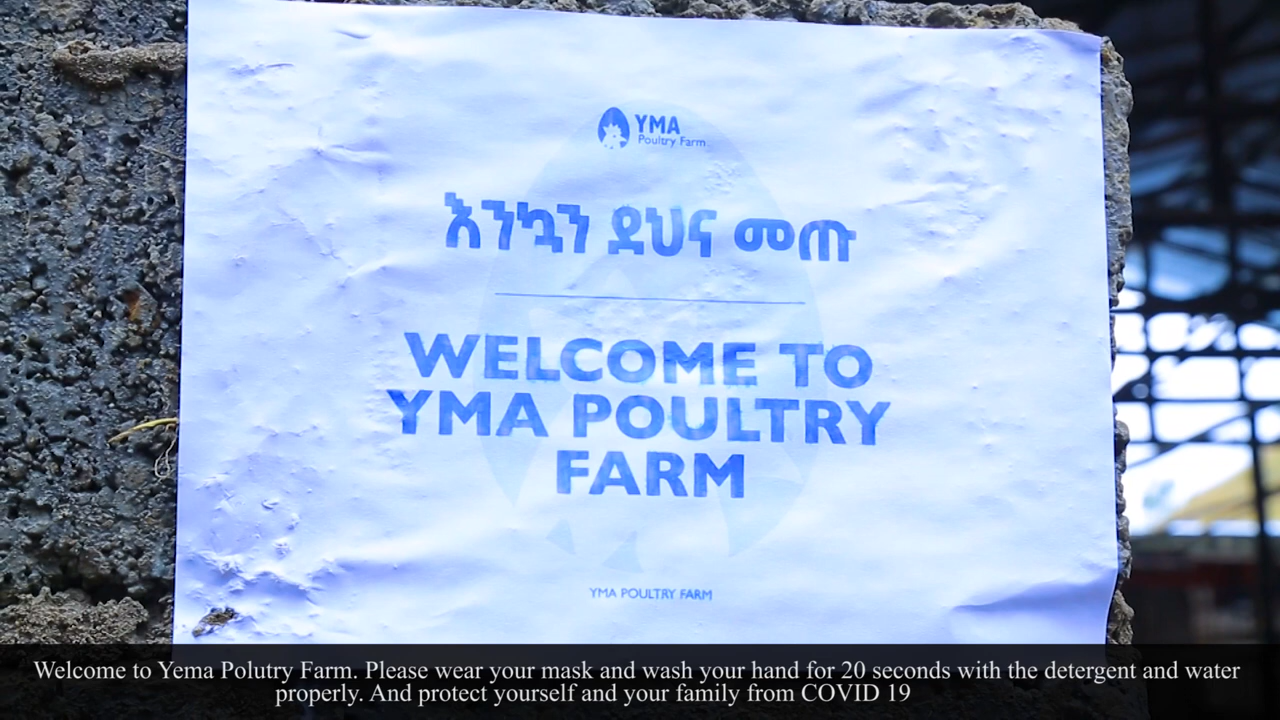 YMA
Poultry Farm
እንኳን ደህና መጡ
WELCOME TO
YMA POULTRY
FARM
YMA POULTRY FARM
Welcome to Yema Polutry Farm. Please wear your mask and wash your hand for 20 seconds with the detergent and water
properly. And protect yourself and your family from COVID 19